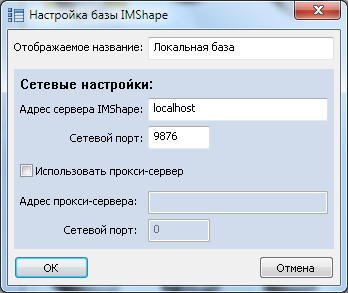 Настройка базы IMShape
Отображаемое название: Локальная база
Сетевые настройки:
Адрес сервера IMShape: localhost
Сетевой порт: 9876
Использовать прокси-сервер
Адрес прокси-сервера:
Сетевой порт: 0
OK Отмена